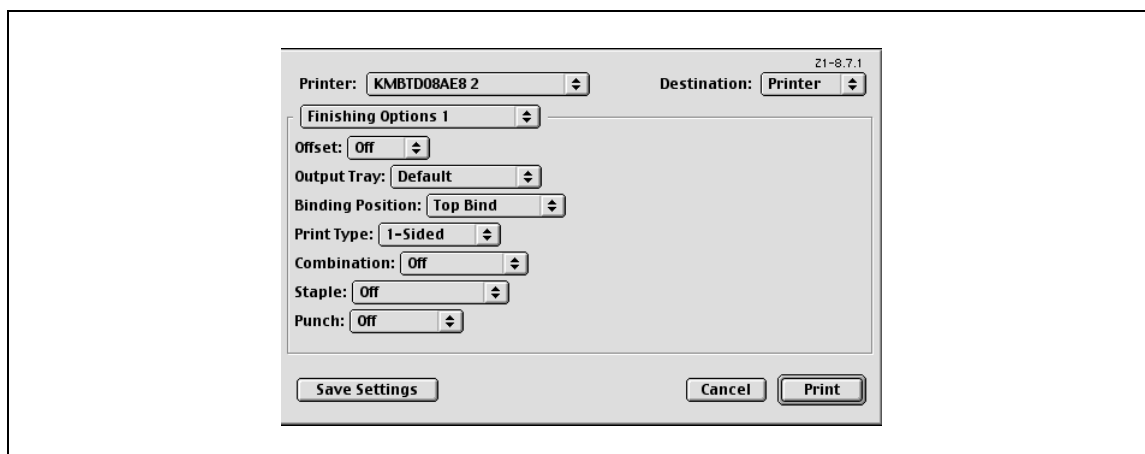 Z1-8.7.1
Printer: KMBTD08AE8 2 Destination: Printer
Finishing Options 1
Offset: Off
Output Tray: Default
Binding Position: Top Bind
Print Type: 1-Sided
Combination: Off
Staple: Off
Punch: Off
Save Settings Cancel Print